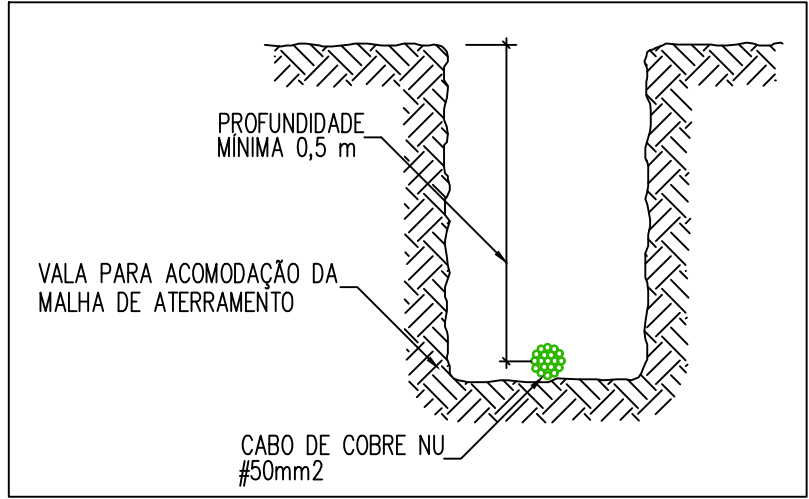 PROFUNDIDADE
MÍNIMA 0,5 m
VALA PARA ACOMODAÇÃO DA
MALHA DE ATERRAMENTO
CABO DE COBRE NU
#50mm2